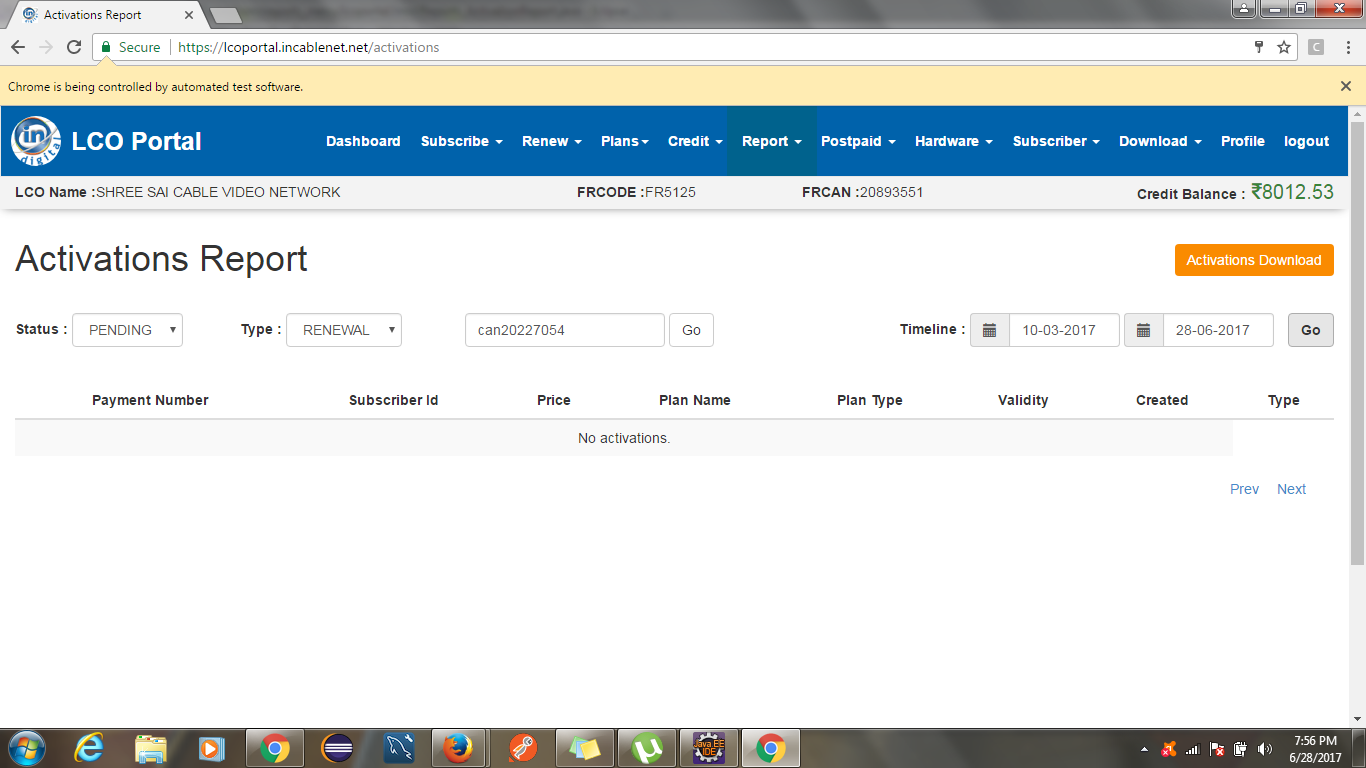 Activations Report
Secure https://lcoportal.incablenet.net/activations
Chrome is being controlled by automated test software.
in digital LCO Portal Dashboard Subscribe Renew Plans Credit Report Postpaid Hardware Subscriber Download Profile logout
LCO Name :SHREE SAI CABLE VIDEO NETWORK FRCODE :FR5125 FRCAN :20893551 Credit Balance : ₹8012.53
Activations Report Activations Download
Status : PENDING Type : RENEWAL can20227054 Go Timeline : 10-03-2017 28-06-2017 Go
Payment Number Subscriber Id Price Plan Name Plan Type Validity Created Type
No activations.
Prev Next
Java EE
IDE
7:56 PM
6/28/2017